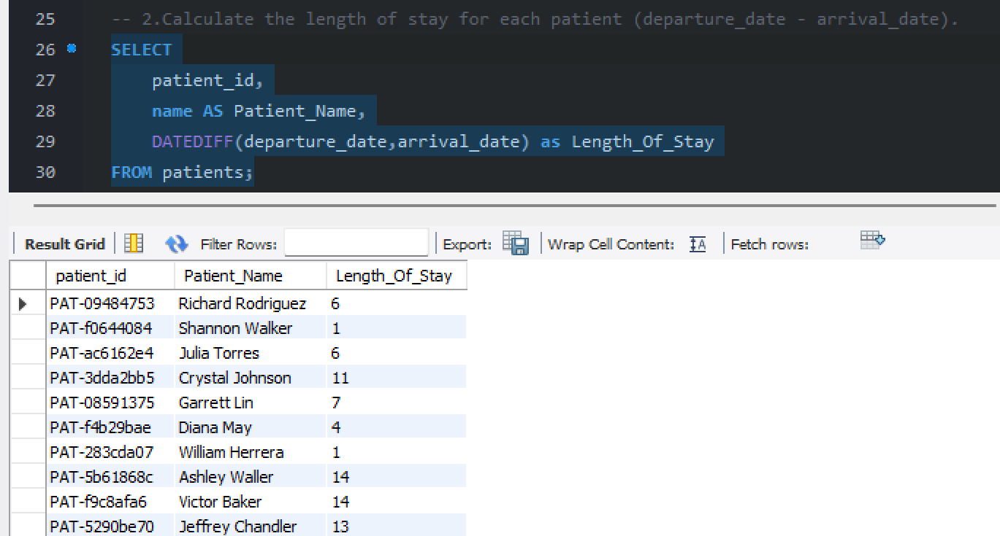 25 -- 2.Calculate the length of stay for each patient (departure_date - arrival_date).
26 SELECT
27 patient_id,
28 name AS Patient_Name,
29 DATEDIFF(departure_date,arrival_date) as Length_Of_Stay
30 FROM patients;
Result Grid Filter Rows: Export: Wrap Cell Content: IA Fetch rows:
patient_id Patient_Name Length_Of_Stay
PAT-09484753 Richard Rodriguez 6
PAT-f0644084 Shannon Walker 1
PAT-ac6162e4 Julia Torres 6
PAT-3dda2bb5 Crystal Johnson 11
PAT-08591375 Garrett Lin 7
PAT-f4b29bae Diana May 4
PAT-283cda07 William Herrera 1
PAT-5b61868c Ashley Waller 14
PAT-f9c8afa6 Victor Baker 14
PAT-5290be70 Jeffrey Chandler 13